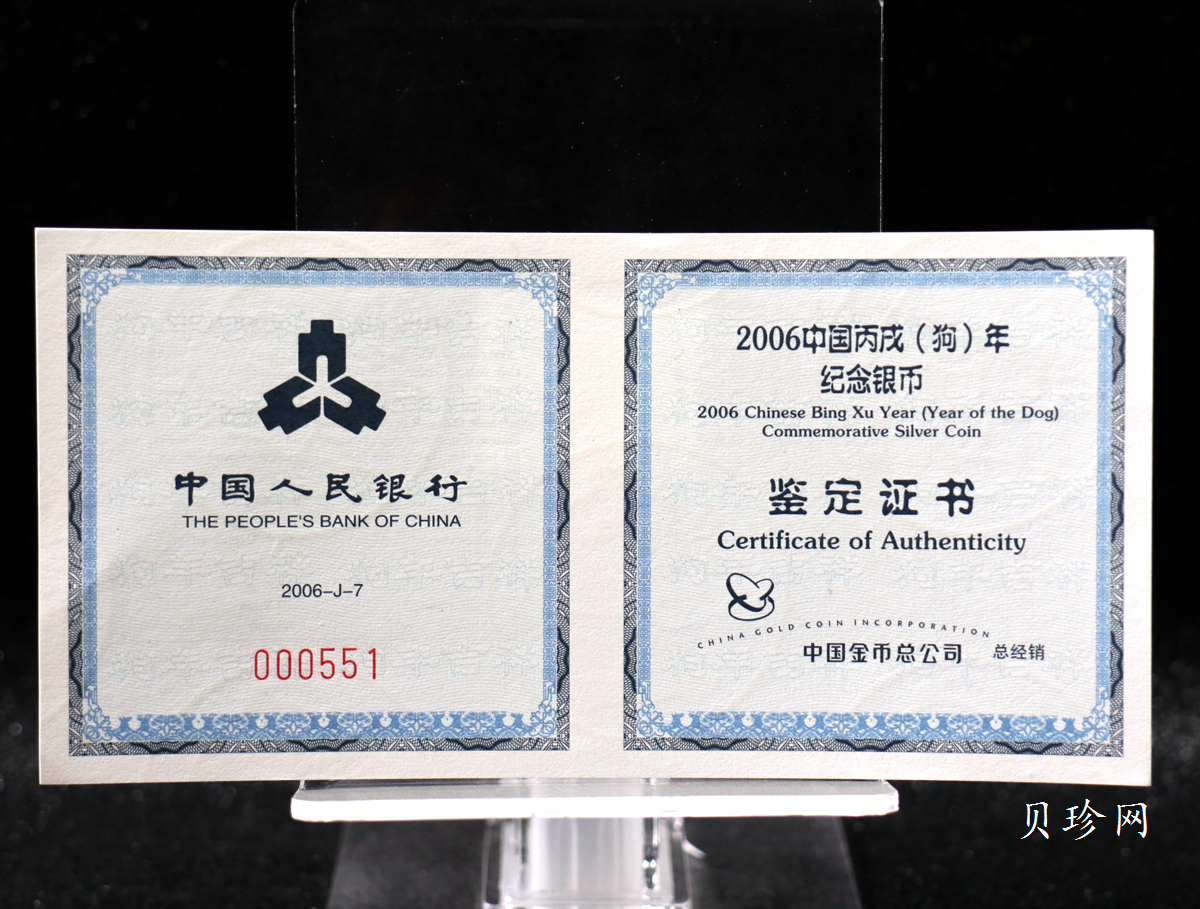 中国人民银行
THE PEOPLE'S BANK OF CHINA
2006-J-7
000551
2006中国丙戌（狗）年
纪念银币
2006 Chinese Bing Xu Year (Year of the Dog)
Commemorative Silver Coin
鉴定证书
Certificate of Authenticity
CHINA GOLD COIN INCORPORATION
中国金币总公司 总经销
贝珍网